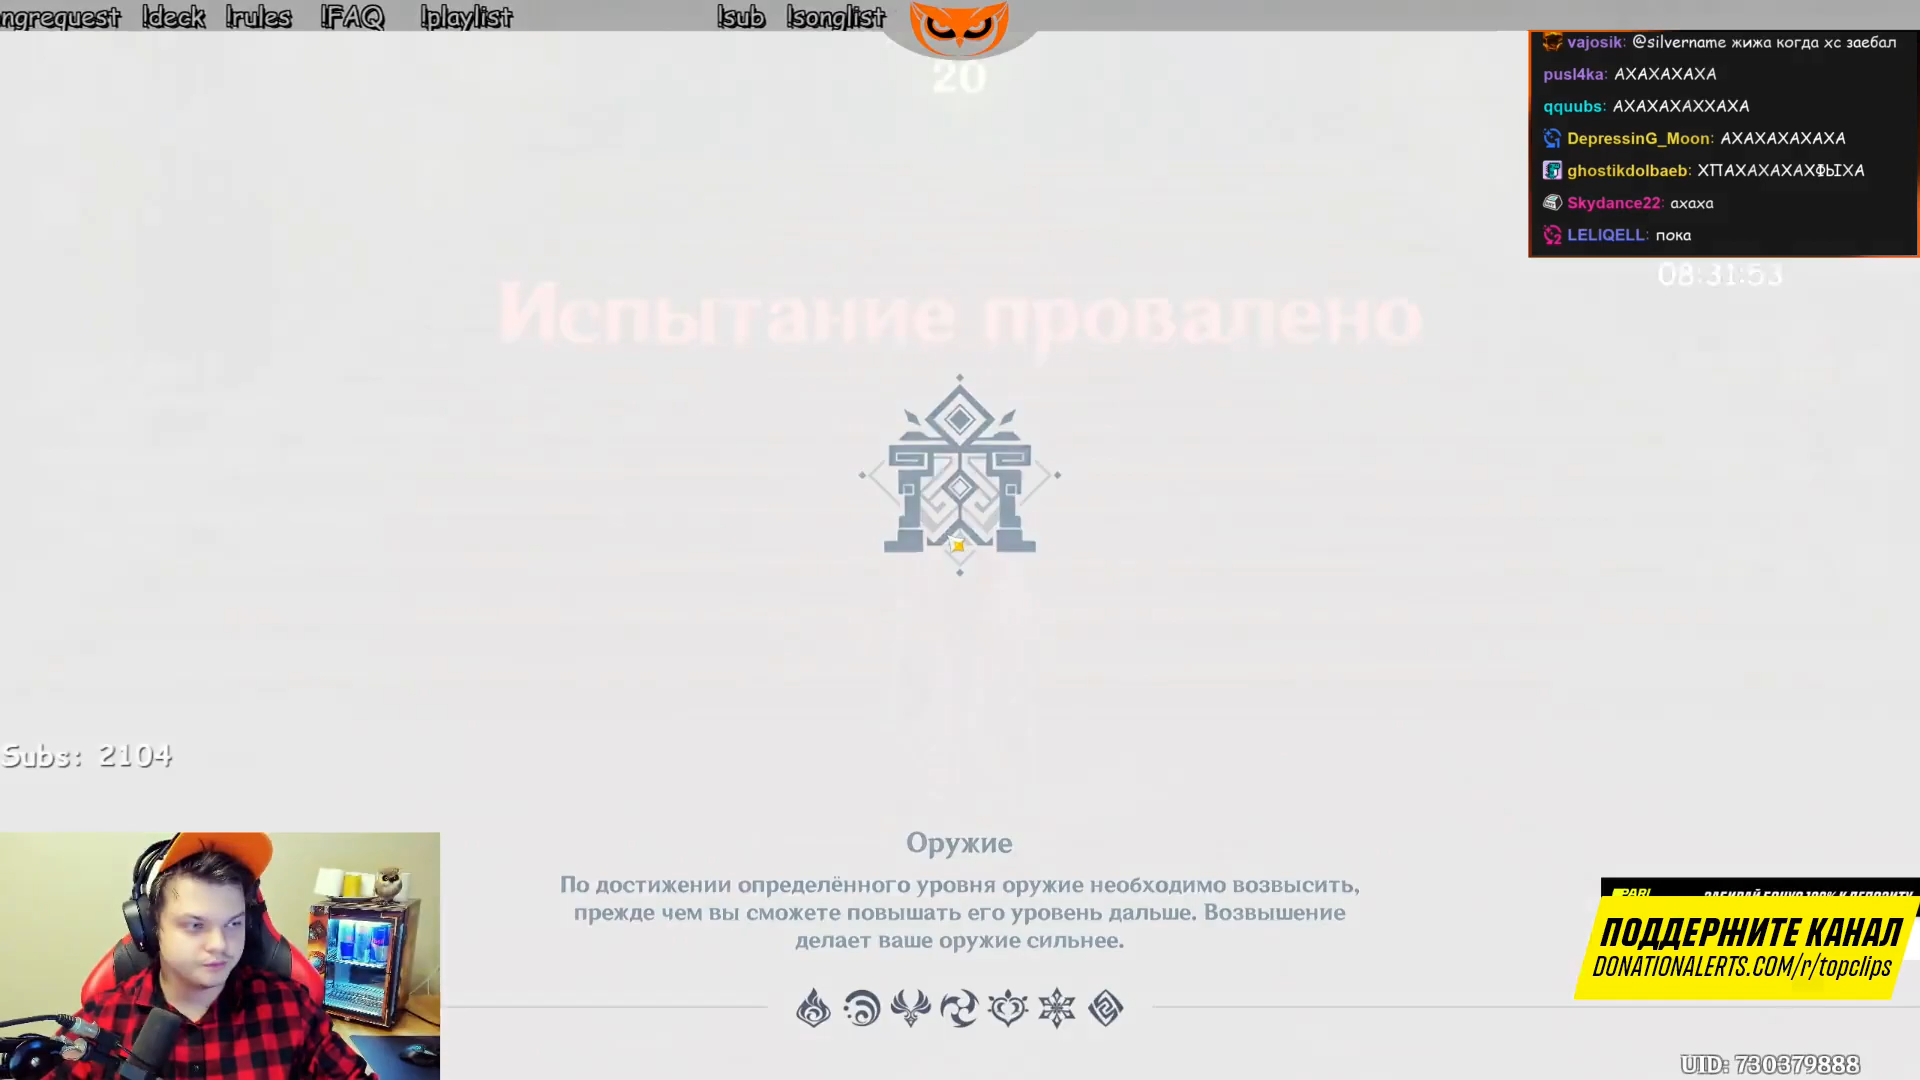 ngrequest !deck !rules !FAQ !playlist !sub !songlist
20
vajosik: @silvername жижа когда хс заебал
pusl4ka: АХАХАХАХА
qquubs: АХАХАХАХХАХА
DepressinG_Moon: АХАХАХАХАХА
ghostikdolbaeb: ХПАХАХАХАХФЫХА
Skydance22: ахаха
LELIQELL: пока
08:31:53
Испытание провалено
Subs: 2104
Оружие
По достижении определённого уровня оружие необходимо возвысить,
прежде чем вы сможете повышать его уровень дальше. Возвышение
делает ваше оружие сильнее.
PARI
ПОДДЕРЖИТЕ КАНАЛ
DONATIONALERTS.COM/r/topclips
UID: 730379888